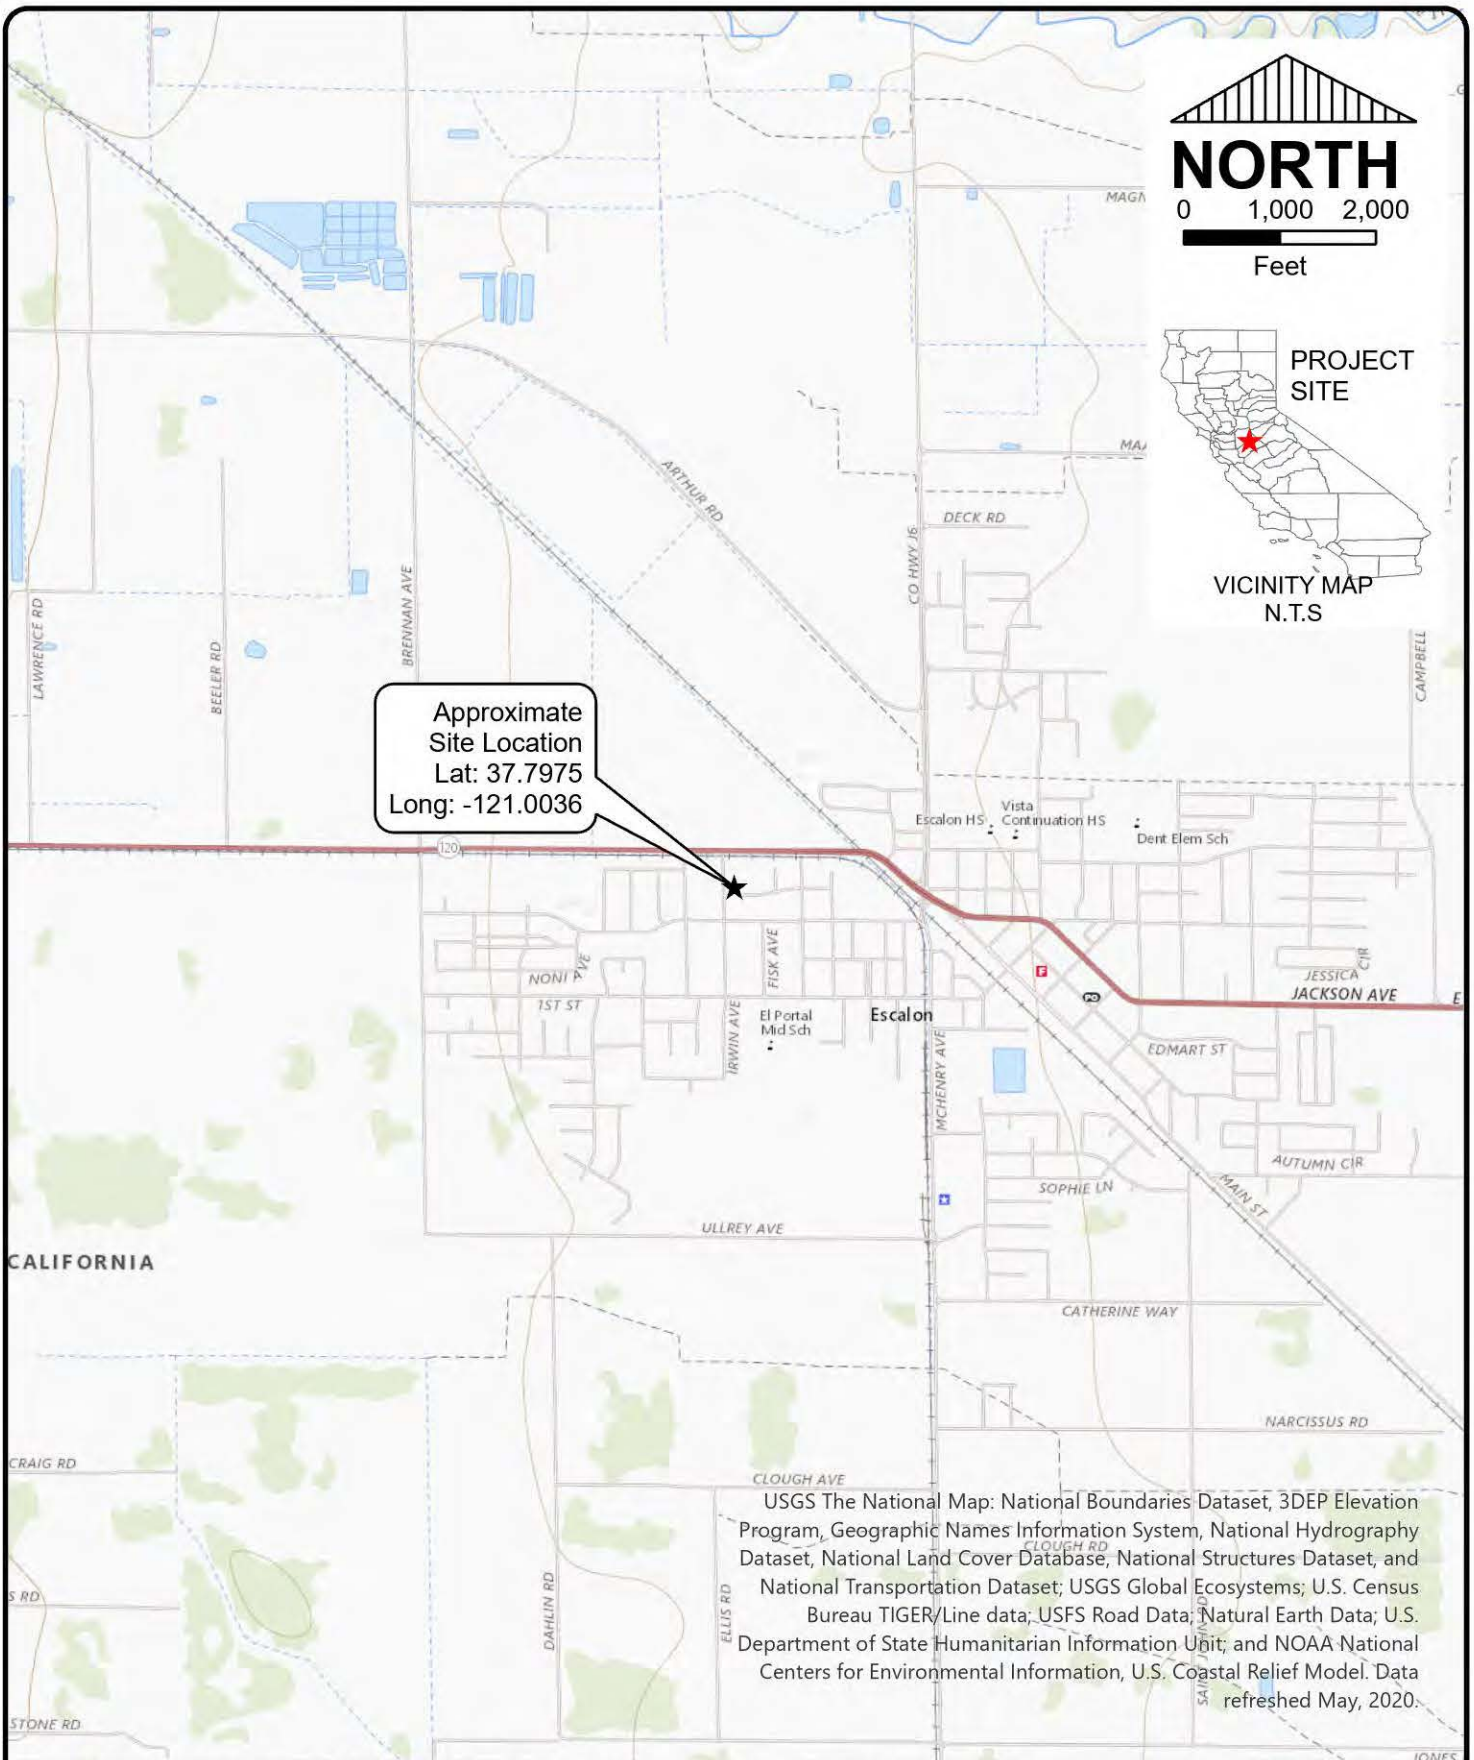 NORTH
0 1,000 2,000
Feet
MAGN
PROJECT
SITE
VICINITY MAP
N.T.S
MAA
ARTHUR RD
DECK RD
CO HWY J6
BRENNAN AVE
LAWRENCE RD
BEELER RD
CAMPBELL
Approximate
Site Location
Lat: 37.7975
Long: -121.0036
120
Escalon HS
Vista
Continuation HS
Dent Elem Sch
FISK AVE
NONI AVE
1ST ST
IRWIN AVE
El Portal
Mid Sch
Escalon
F
PO
JESSICA CIR
JACKSON AVE
E
MCHENRY AVE
EDMART ST
AUTUMN CIR
SOPHIE LN
MAIN ST
ULLREY AVE
CALIFORNIA
CATHERINE WAY
NARCISSUS RD
CRAIG RD
CLOUGH AVE
CLOUGH RD
S RD
DAHLIN RD
ELLIS RD
SAINT JOHN RD
USGS The National Map: National Boundaries Dataset, 3DEP Elevation
Program, Geographic Names Information System, National Hydrography
Dataset, National Land Cover Database, National Structures Dataset, and
National Transportation Dataset; USGS Global Ecosystems; U.S. Census
Bureau TIGER/Line data; USFS Road Data; Natural Earth Data; U.S.
Department of State Humanitarian Information Unit; and NOAA National
Centers for Environmental Information, U.S. Coastal Relief Model. Data
refreshed May, 2020.
STONE RD
JONES